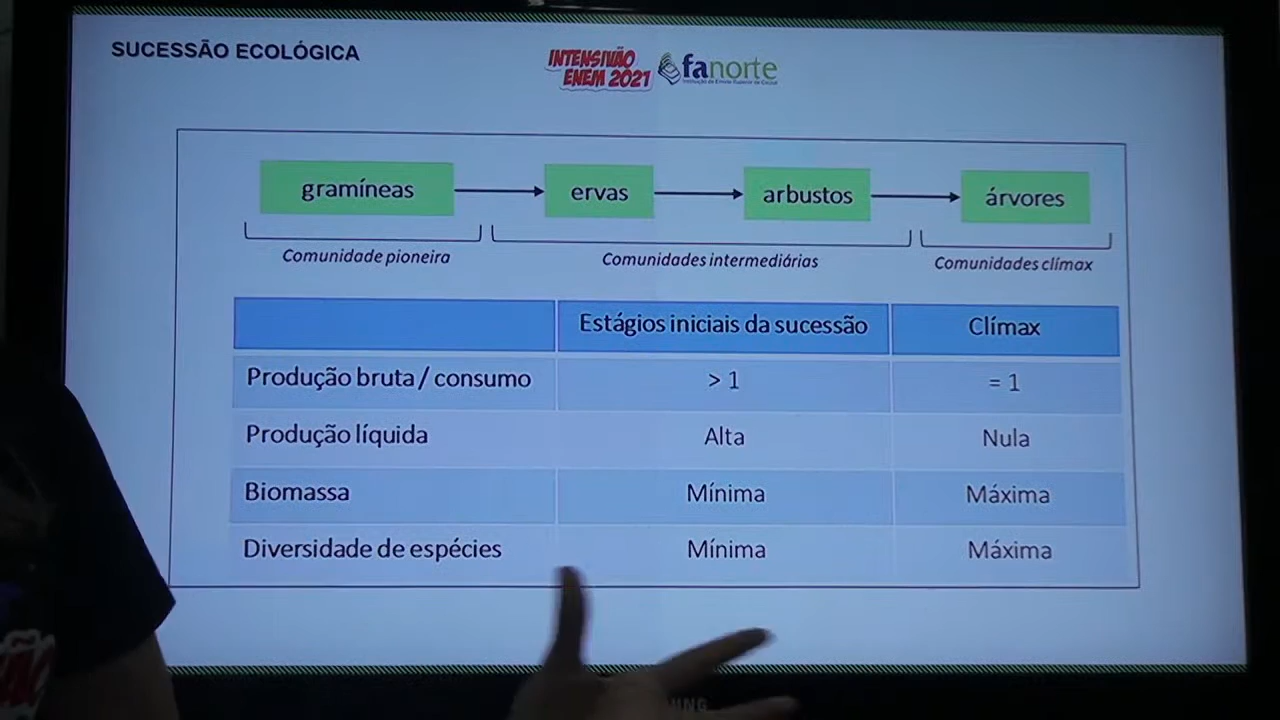 SUCESSÃO ECOLÓGICA
INTENSIVÃO
ENEM 2021
fanorte
gramíneas
ervas
arbustos
árvores
Comunidade pioneira
Comunidades intermediárias
Comunidades clímax
Estágios iniciais da sucessão
Clímax
Produção bruta / consumo
> 1
= 1
Produção líquida
Alta
Nula
Biomassa
Mínima
Máxima
Diversidade de espécies
Mínima
Máxima